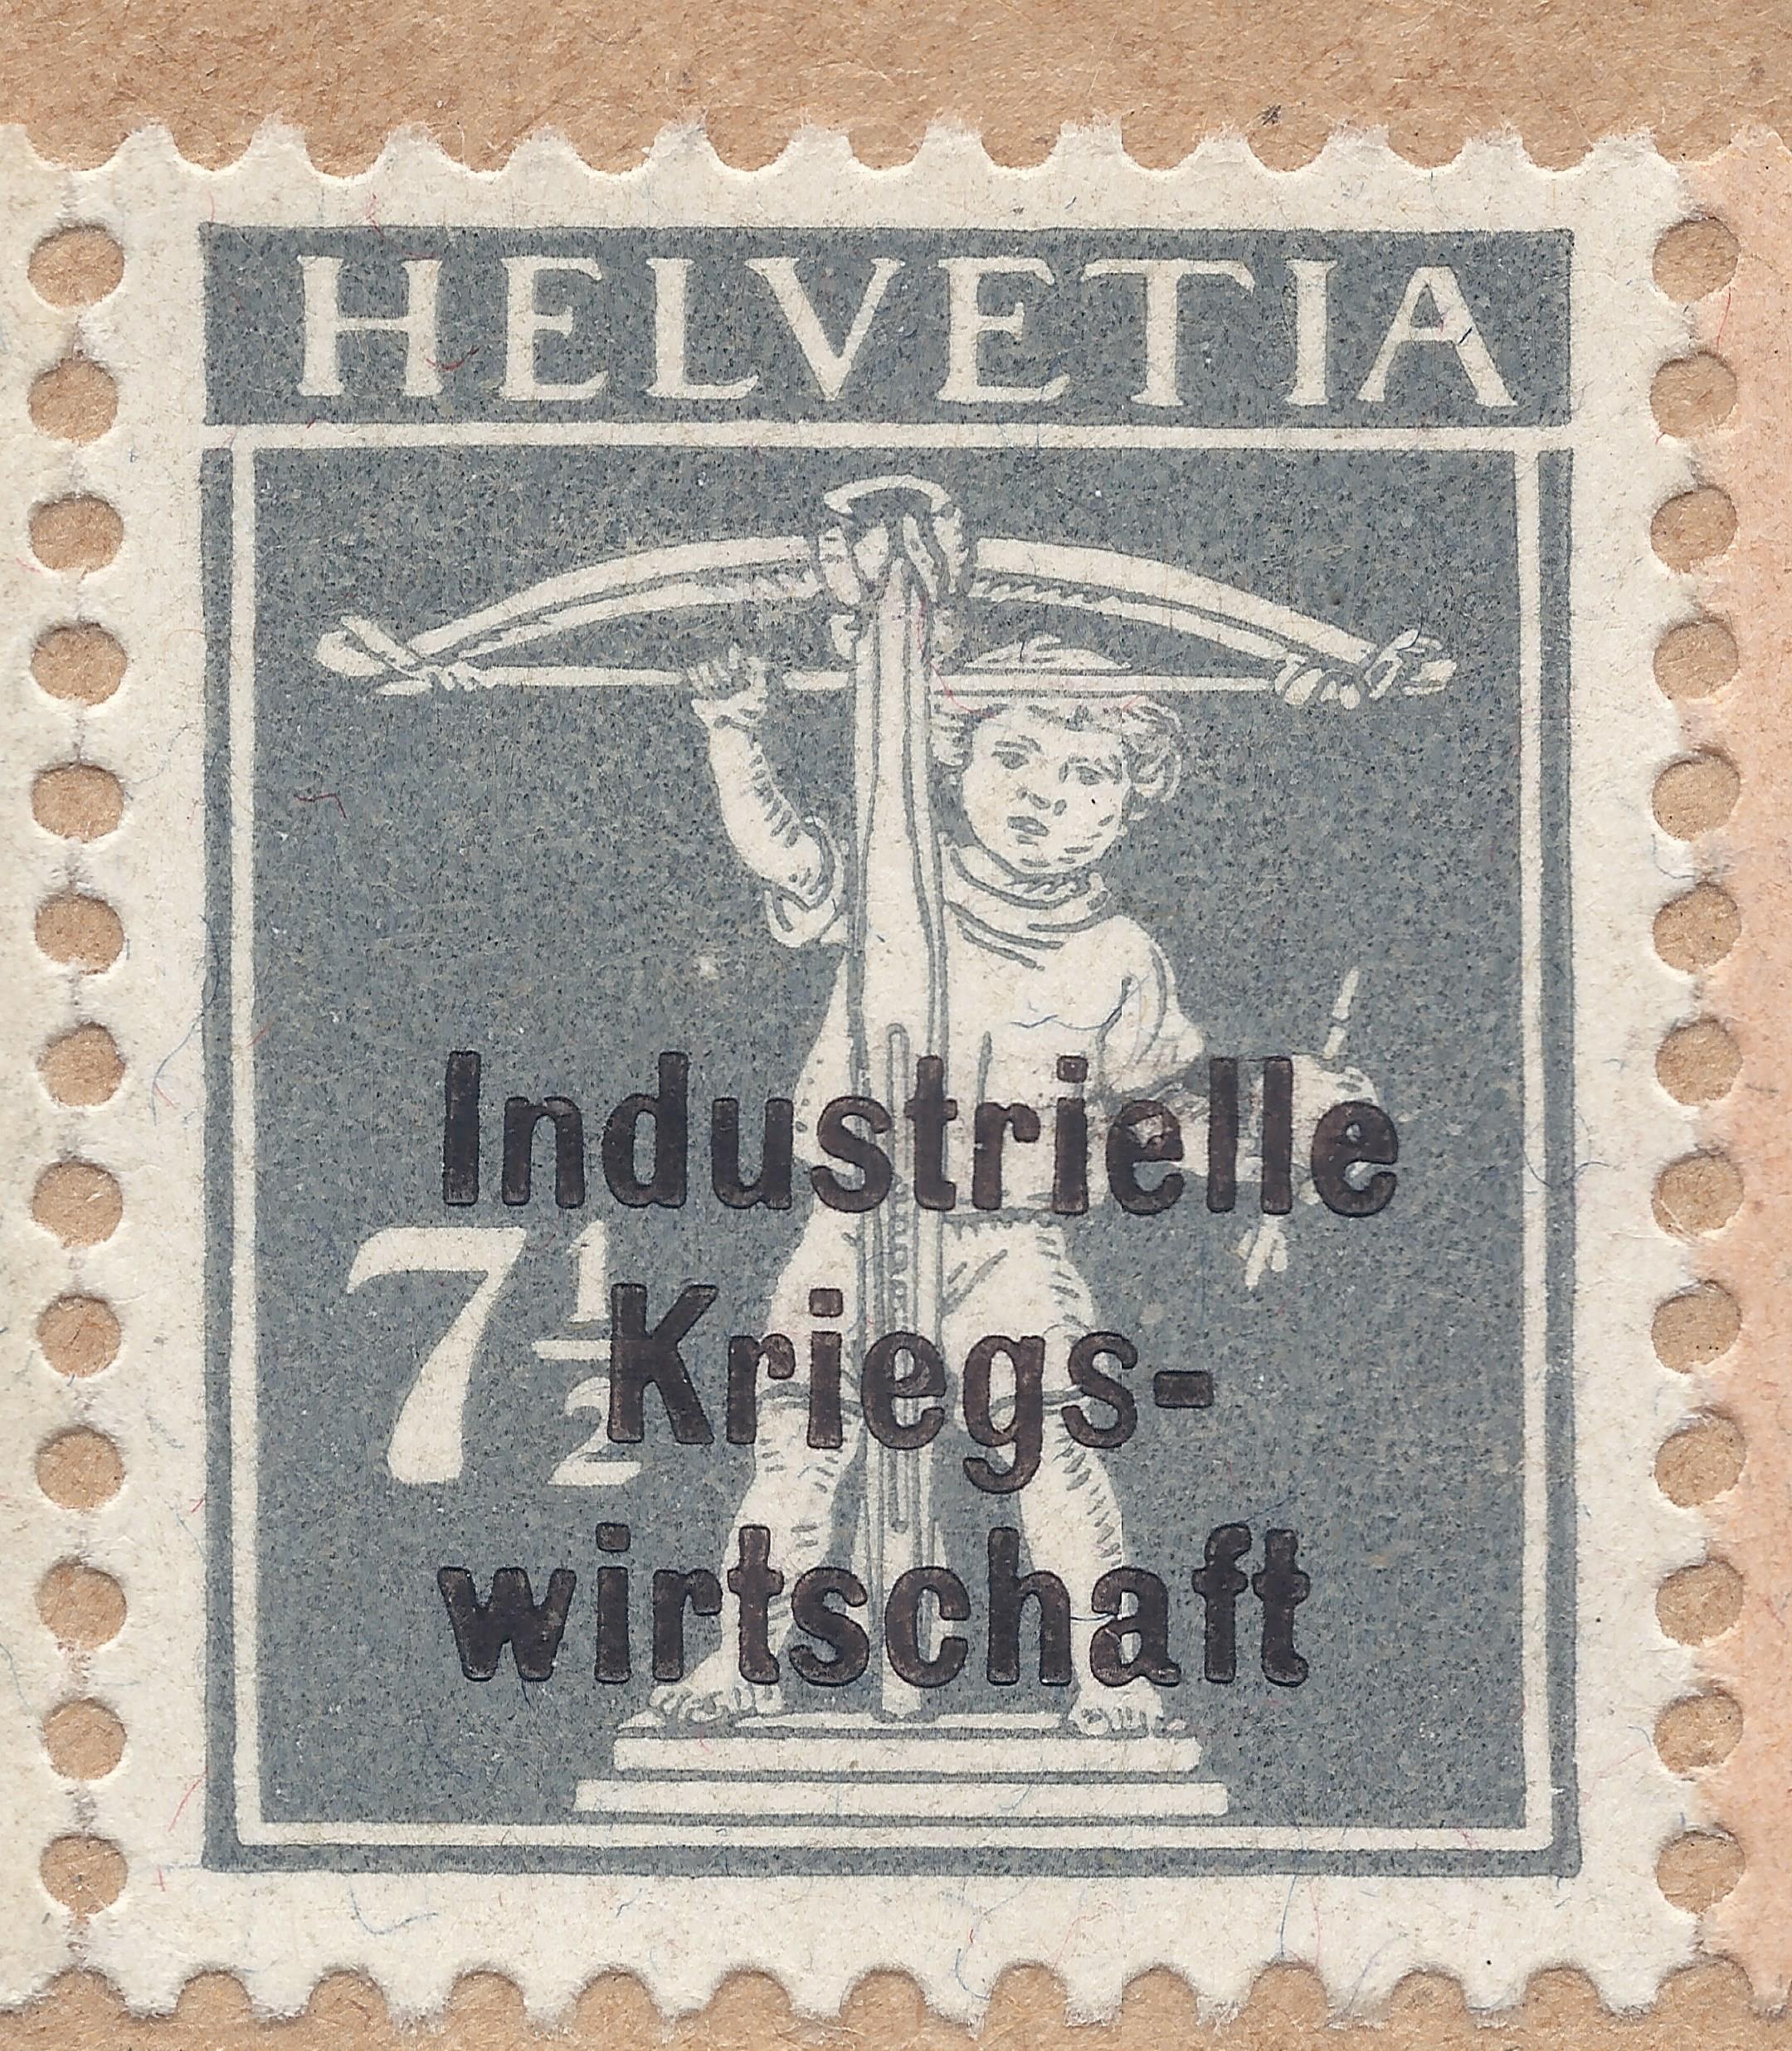 HELVETIA
Industrielle
7 1/2
Kriegs-
wirtschaft